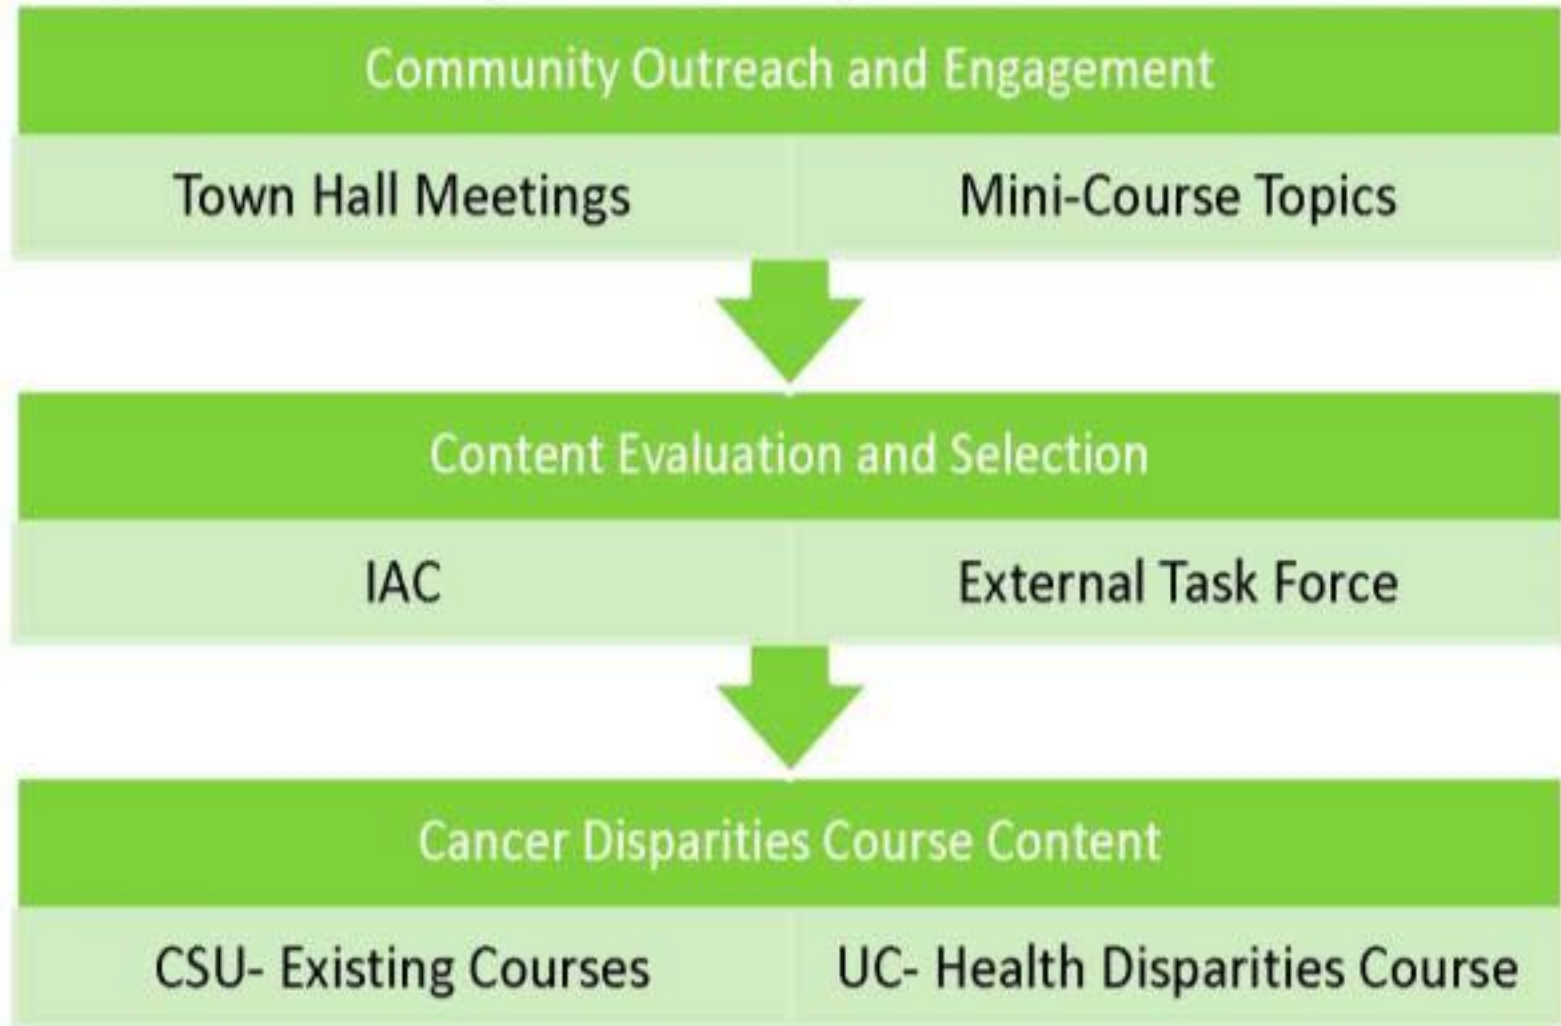 Community Outreach and Engagement
Town Hall Meetings
Mini-Course Topics
Content Evaluation and Selection
IAC
External Task Force
Cancer Disparities Course Content
CSU- Existing Courses
UC- Health Disparities Course